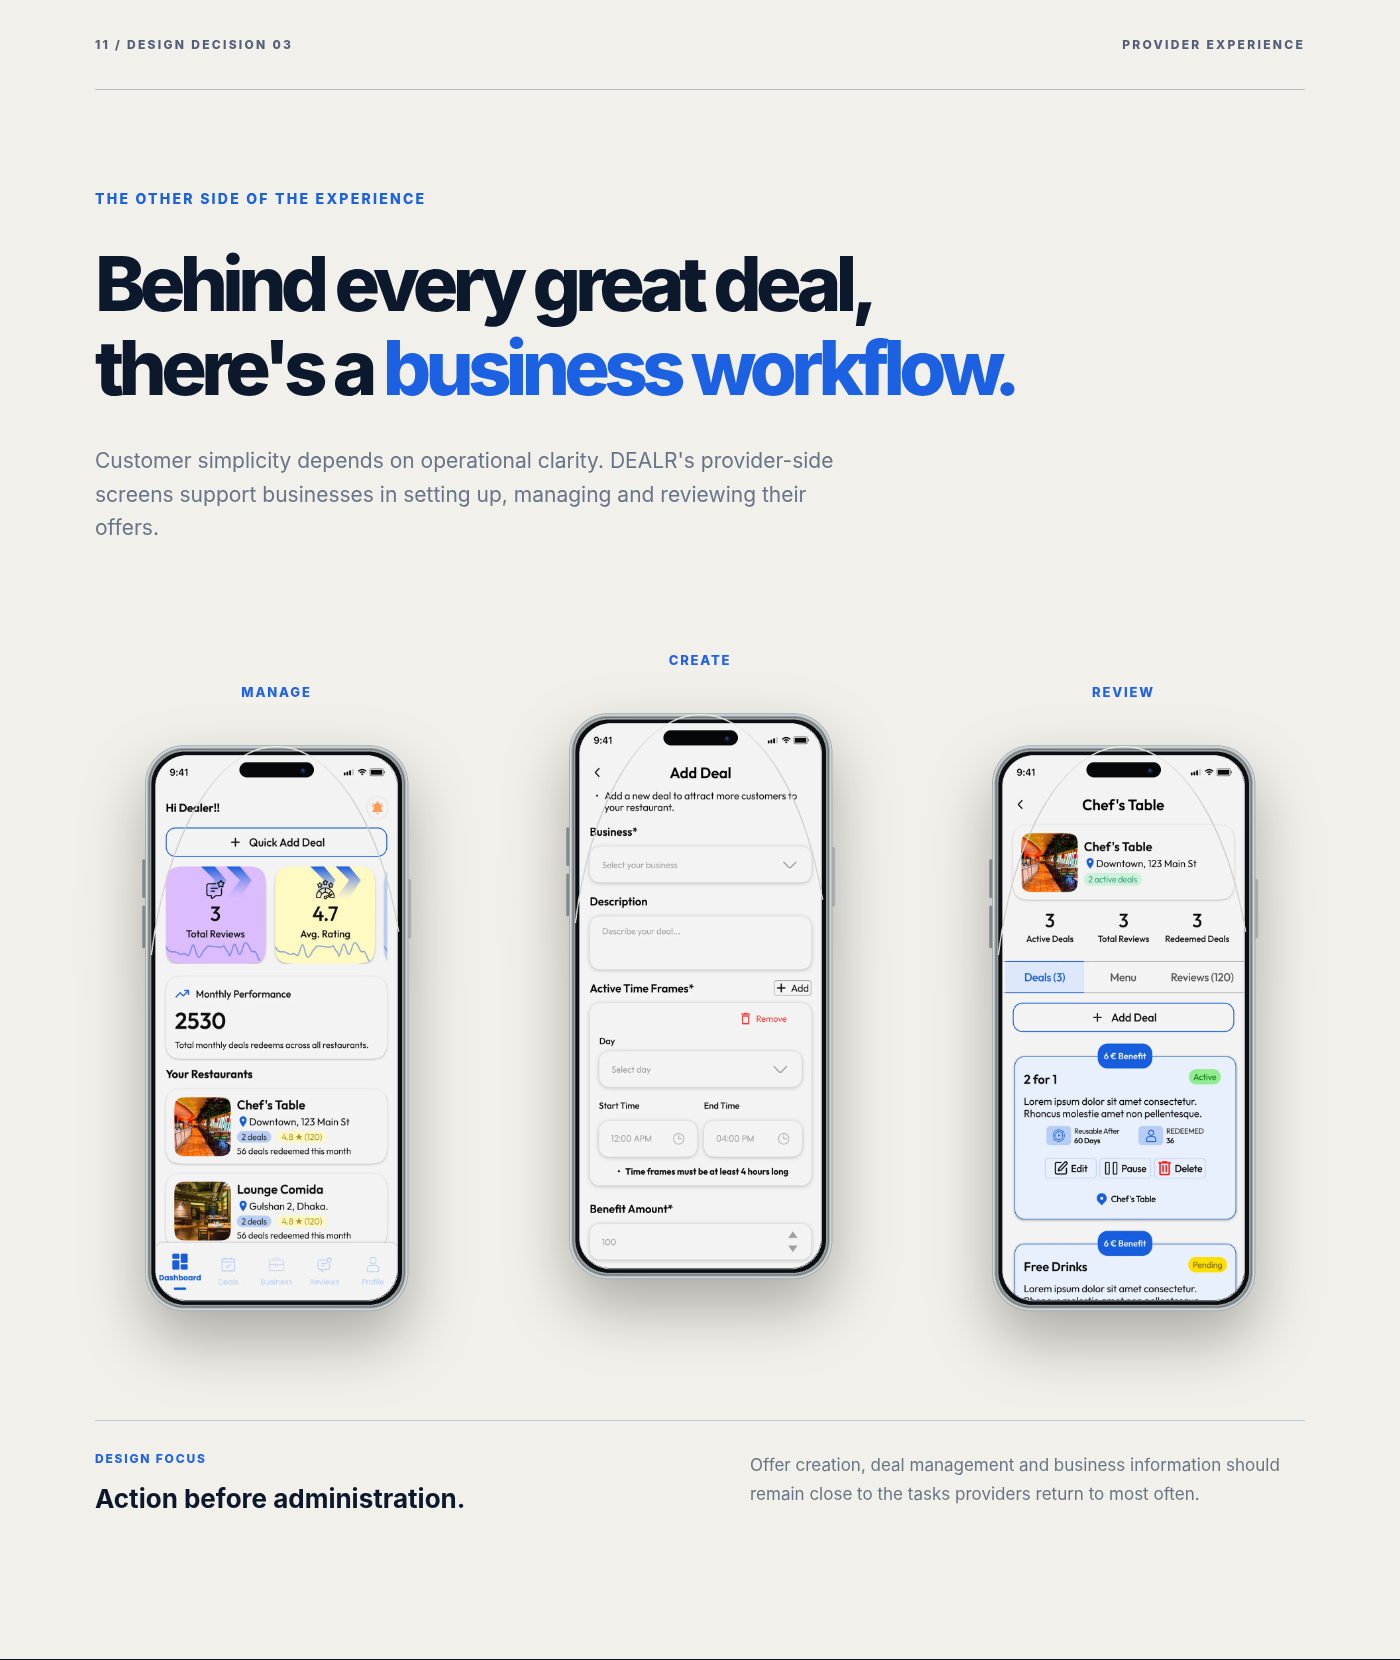 11 / DESIGN DECISION 03
PROVIDER EXPERIENCE
THE OTHER SIDE OF THE EXPERIENCE
Behind every great deal,
there's a business workflow.
Customer simplicity depends on operational clarity. DEALR's provider-side
screens support businesses in setting up, managing and reviewing their
offers.
MANAGE
9:41
Hi Dealer!!
+ Quick Add Deal
3
Total Reviews
4.7
Avg. Rating
Monthly Performance
2530
Total monthly deals redeems across all restaurants.
Your Restaurants
Chef's Table
Downtown, 123 Main St
2 deals 4.8 ★ (120)
56 deals redeemed this month
Lounge Comida
Gulshan 2, Dhaka.
2 deals 4.8 ★ (120)
56 deals redeemed this month
Dashboard Deals Business Reviews Profile
CREATE
9:41
Add Deal
• Add a new deal to attract more customers to
your restaurant.
Business*
Select your business
Description
Describe your deal...
Active Time Frames* + Add
Remove
Day
Select day
Start Time End Time
12:00 APM 04:00 PM
• Time frames must be at least 4 hours long
Benefit Amount*
100
REVIEW
9:41
Chef's Table
Chef's Table
Downtown, 123 Main St
2 active deals
3 3 3
Active Deals Total Reviews Redeemed Deals
Deals (3) Menu Reviews (120)
+ Add Deal
6 € Benefit
2 for 1 Active
Lorem ipsum dolor sit amet consectetur.
Rhoncus molestie amet non pellentesque.
Reusable After REDEEMED
60 Days 36
Edit Pause Delete
Chef's Table
6 € Benefit
Free Drinks Pending
Lorem ipsum dolor sit amet consectetur.
DESIGN FOCUS
Action before administration.
Offer creation, deal management and business information should
remain close to the tasks providers return to most often.